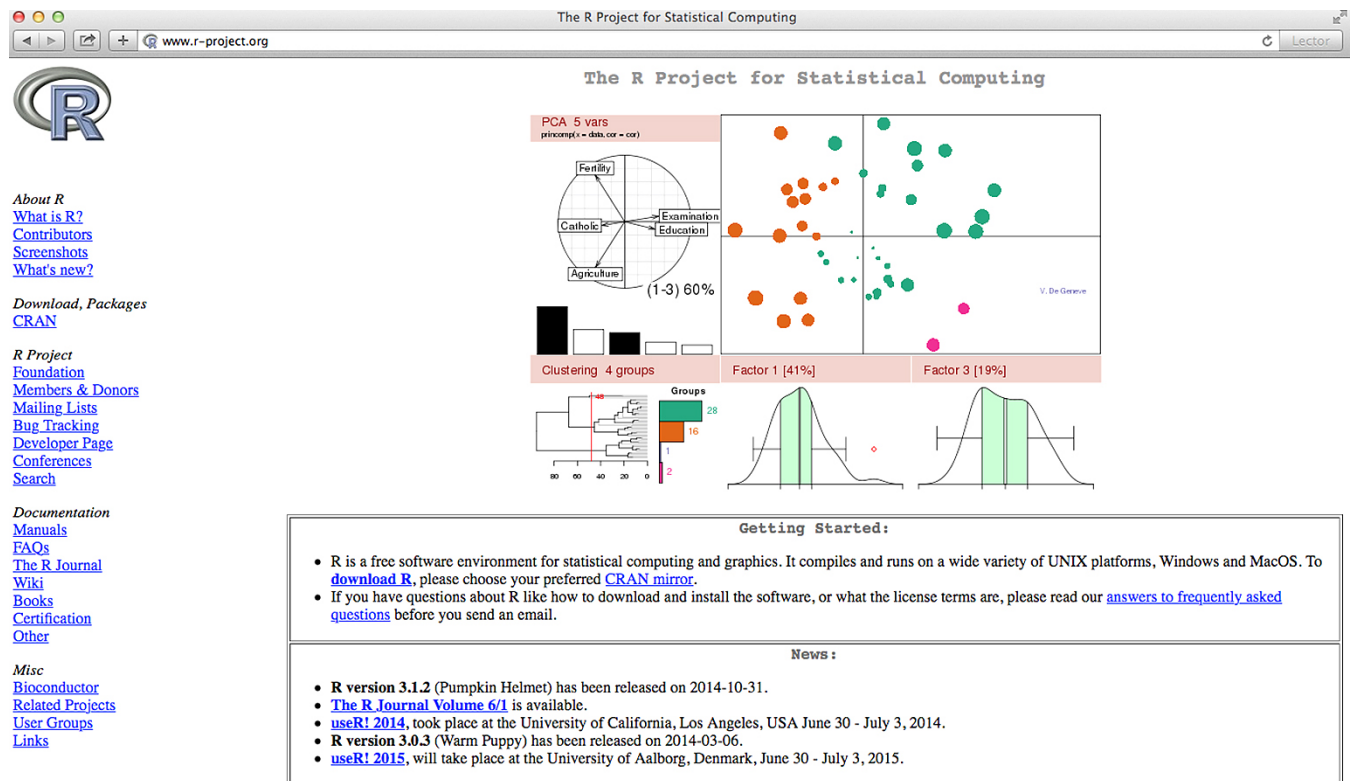 The R Project for Statistical Computing
www.r-project.org
Lector
R
The R Project for Statistical Computing
About R
What is R?
Contributors
Screenshots
What's new?
Download, Packages
CRAN
R Project
Foundation
Members & Donors
Mailing Lists
Bug Tracking
Developer Page
Conferences
Search
Documentation
Manuals
FAQs
The R Journal
Wiki
Books
Certification
Other
Misc
Bioconductor
Related Projects
User Groups
Links
PCA 5 vars
princomp(x = data, cor = cor)
Fertility
Examination
Catholic
Education
Agriculture
(1-3) 60%
V. De Geneve
Clustering 4 groups
Factor 1 [41%]
Factor 3 [19%]
Groups
48
28
16
1
2
80 60 40 20 0
Getting Started:
• R is a free software environment for statistical computing and graphics. It compiles and runs on a wide variety of UNIX platforms, Windows and MacOS. To
download R, please choose your preferred CRAN mirror.
• If you have questions about R like how to download and install the software, or what the license terms are, please read our answers to frequently asked
questions before you send an email.
News:
• R version 3.1.2 (Pumpkin Helmet) has been released on 2014-10-31.
• The R Journal Volume 6/1 is available.
• useR! 2014, took place at the University of California, Los Angeles, USA June 30 - July 3, 2014.
• R version 3.0.3 (Warm Puppy) has been released on 2014-03-06.
• useR! 2015, will take place at the University of Aalborg, Denmark, June 30 - July 3, 2015.